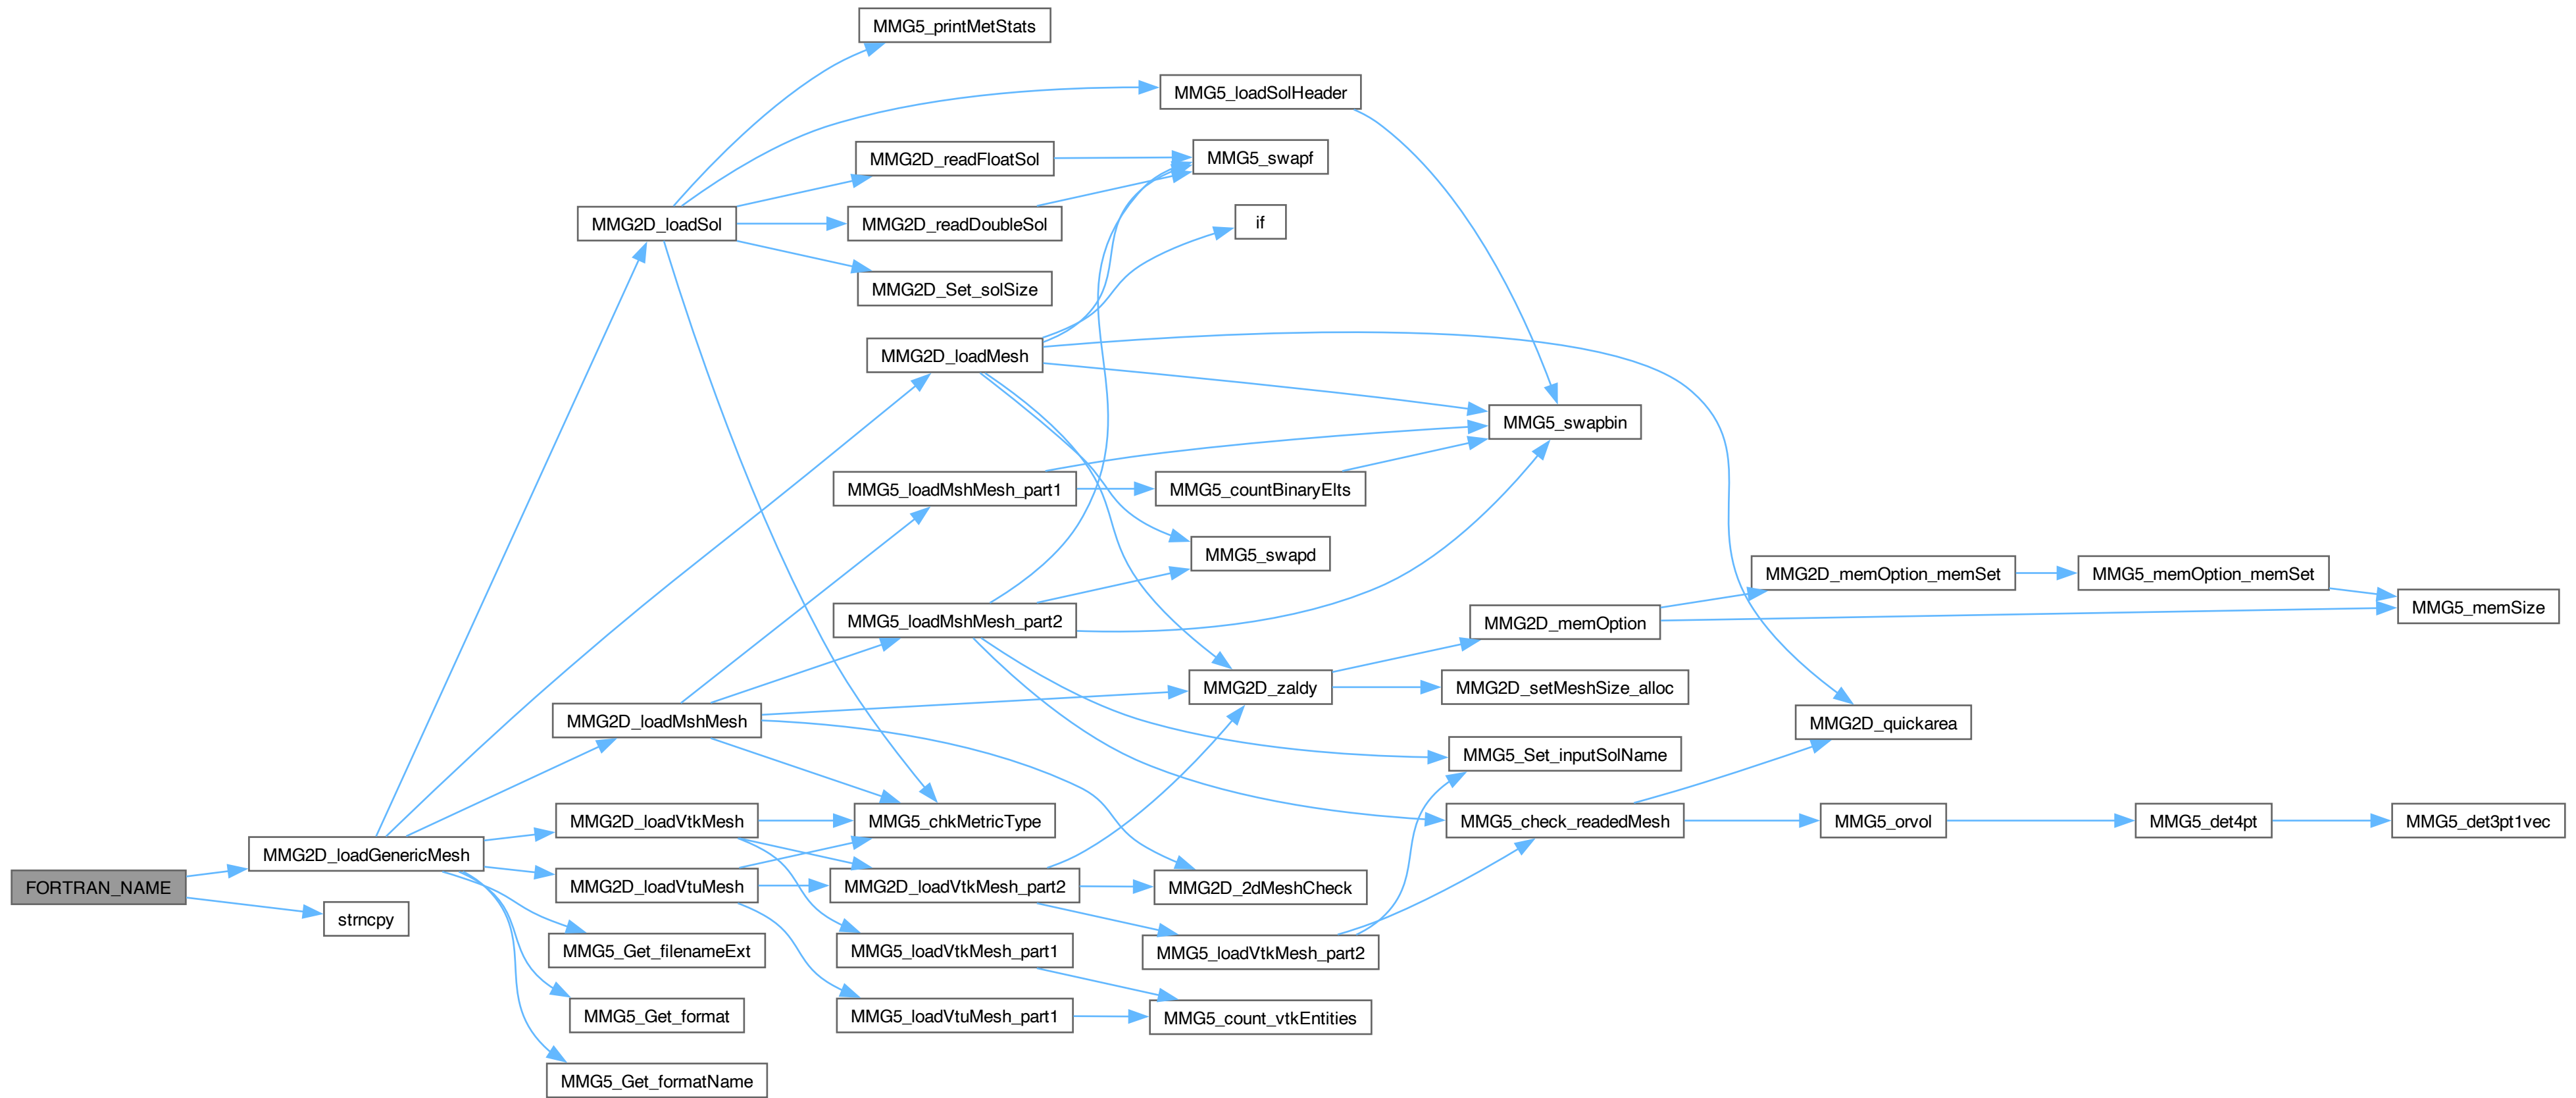 MMG5_printMetStats
MMG5_loadSolHeader
MMG2D_readFloatSol
MMG5_swapf
MMG2D_loadSol
MMG2D_readDoubleSol
if
MMG2D_Set_solSize
MMG2D_loadMesh
MMG5_swapbin
MMG5_loadMshMesh_part1
MMG5_countBinaryElts
MMG5_swapd
MMG2D_memOption_memSet
MMG5_memOption_memSet
MMG5_memSize
MMG5_loadMshMesh_part2
MMG2D_memOption
MMG2D_zaldy
MMG2D_setMeshSize_alloc
MMG2D_loadMshMesh
MMG2D_quickarea
MMG5_Set_inputSolName
MMG2D_loadVtkMesh
MMG5_chkMetricType
MMG5_check_readedMesh
MMG5_orvol
MMG5_det4pt
MMG5_det3pt1vec
MMG2D_loadGenericMesh
FORTRAN_NAME
MMG2D_loadVtuMesh
MMG2D_loadVtkMesh_part2
MMG2D_2dMeshCheck
strncpy
MMG5_Get_filenameExt
MMG5_loadVtkMesh_part1
MMG5_loadVtkMesh_part2
MMG5_Get_format
MMG5_loadVtuMesh_part1
MMG5_count_vtkEntities
MMG5_Get_formatName